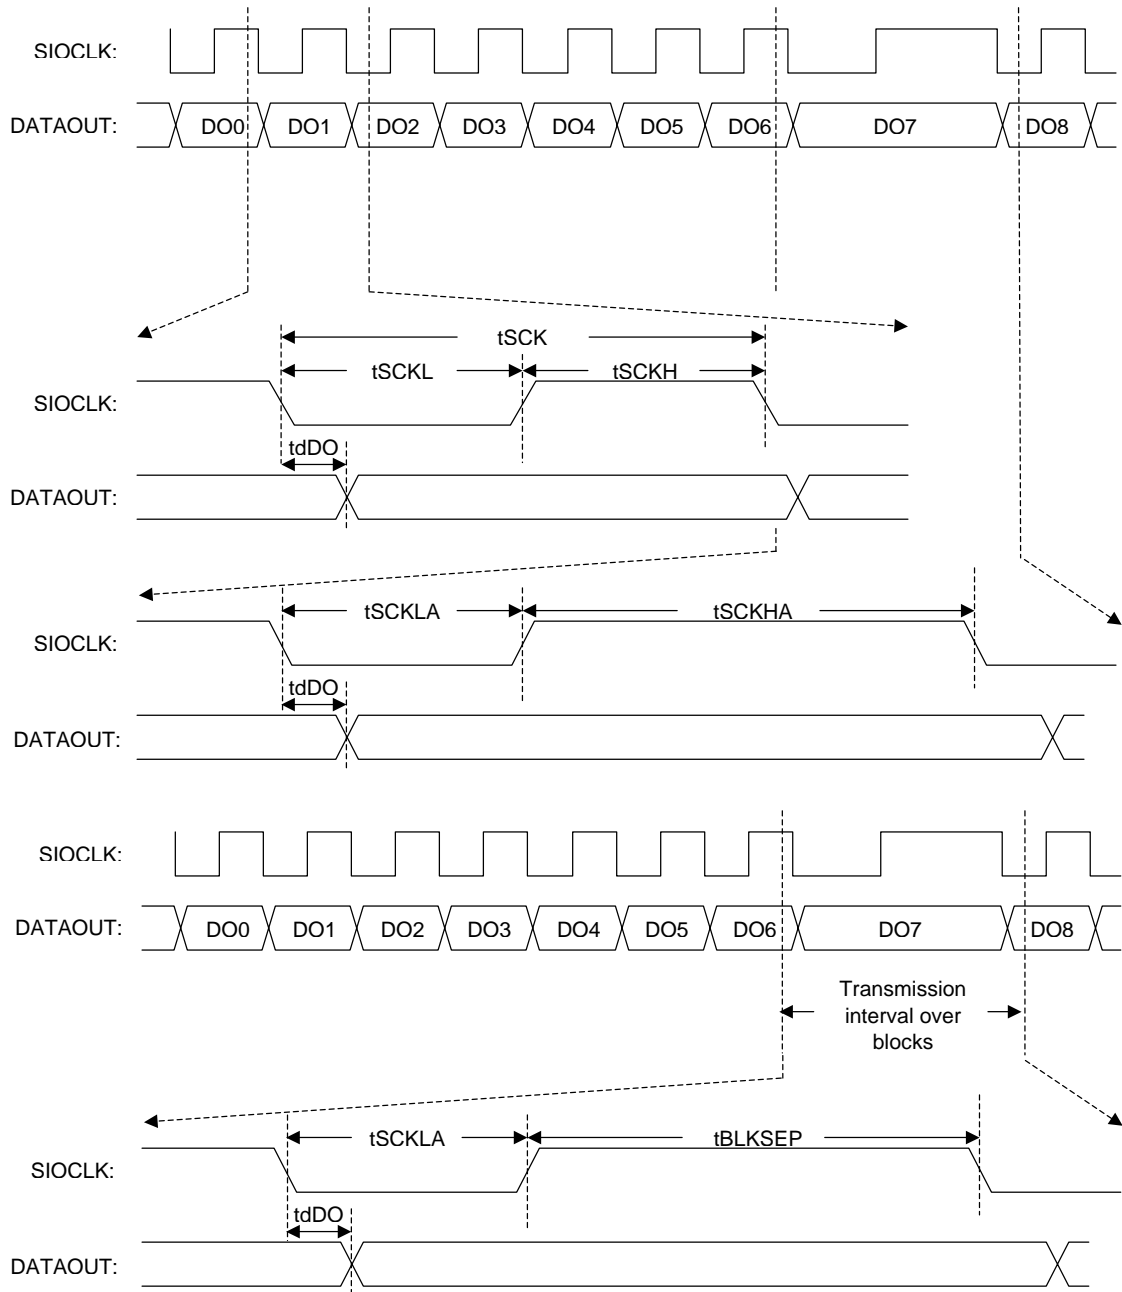 SIOCLK:
DATAOUT: DO0 DO1 DO2 DO3 DO4 DO5 DO6 DO7 DO8
tSCK
tSCKL tSCKH
SIOCLK:
tdDO
DATAOUT:
tSCKLA tSCKHA
SIOCLK:
tdDO
DATAOUT:
SIOCLK:
DATAOUT: DO0 DO1 DO2 DO3 DO4 DO5 DO6 DO7 DO8
Transmission
interval over
blocks
tSCKLA tBLKSEP
SIOCLK:
tdDO
DATAOUT: